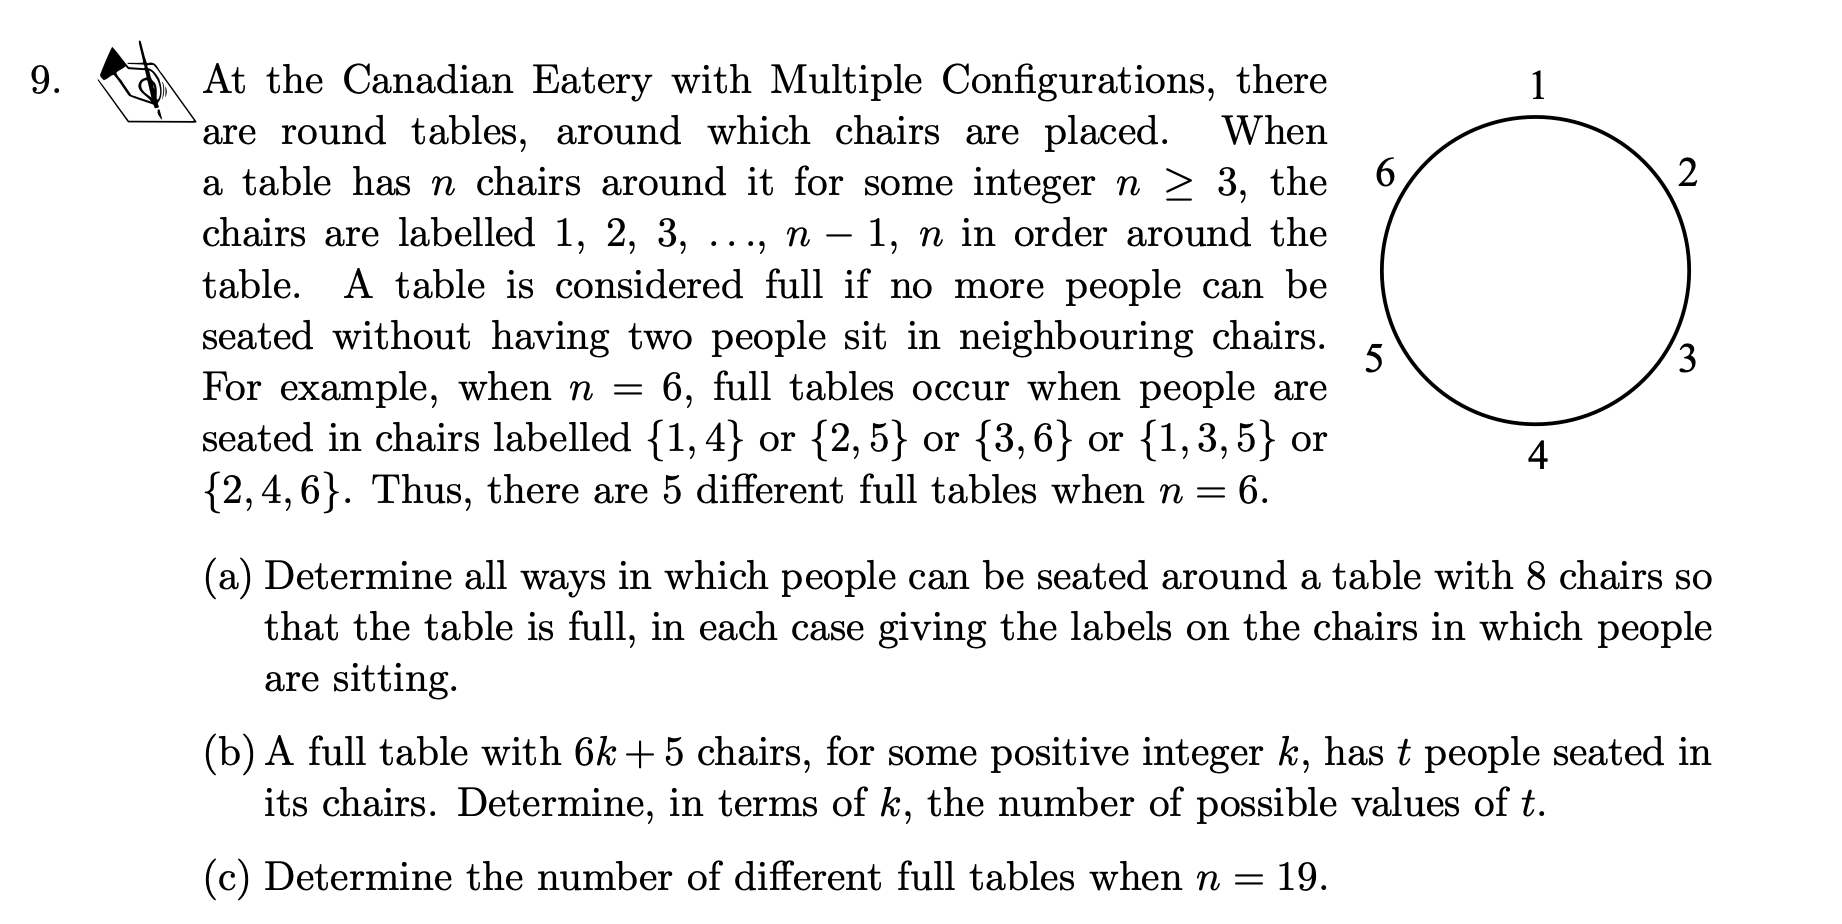 9. At the Canadian Eatery with Multiple Configurations, there
are round tables, around which chairs are placed. When
a table has n chairs around it for some integer n ≥ 3, the
chairs are labelled 1, 2, 3, ..., n − 1, n in order around the
table. A table is considered full if no more people can be
seated without having two people sit in neighbouring chairs.
For example, when n = 6, full tables occur when people are
seated in chairs labelled {1, 4} or {2, 5} or {3, 6} or {1, 3, 5} or
{2, 4, 6}. Thus, there are 5 different full tables when n = 6.
1
6 2
5 3
4
(a) Determine all ways in which people can be seated around a table with 8 chairs so
that the table is full, in each case giving the labels on the chairs in which people
are sitting.
(b) A full table with 6k + 5 chairs, for some positive integer k, has t people seated in
its chairs. Determine, in terms of k, the number of possible values of t.
(c) Determine the number of different full tables when n = 19.